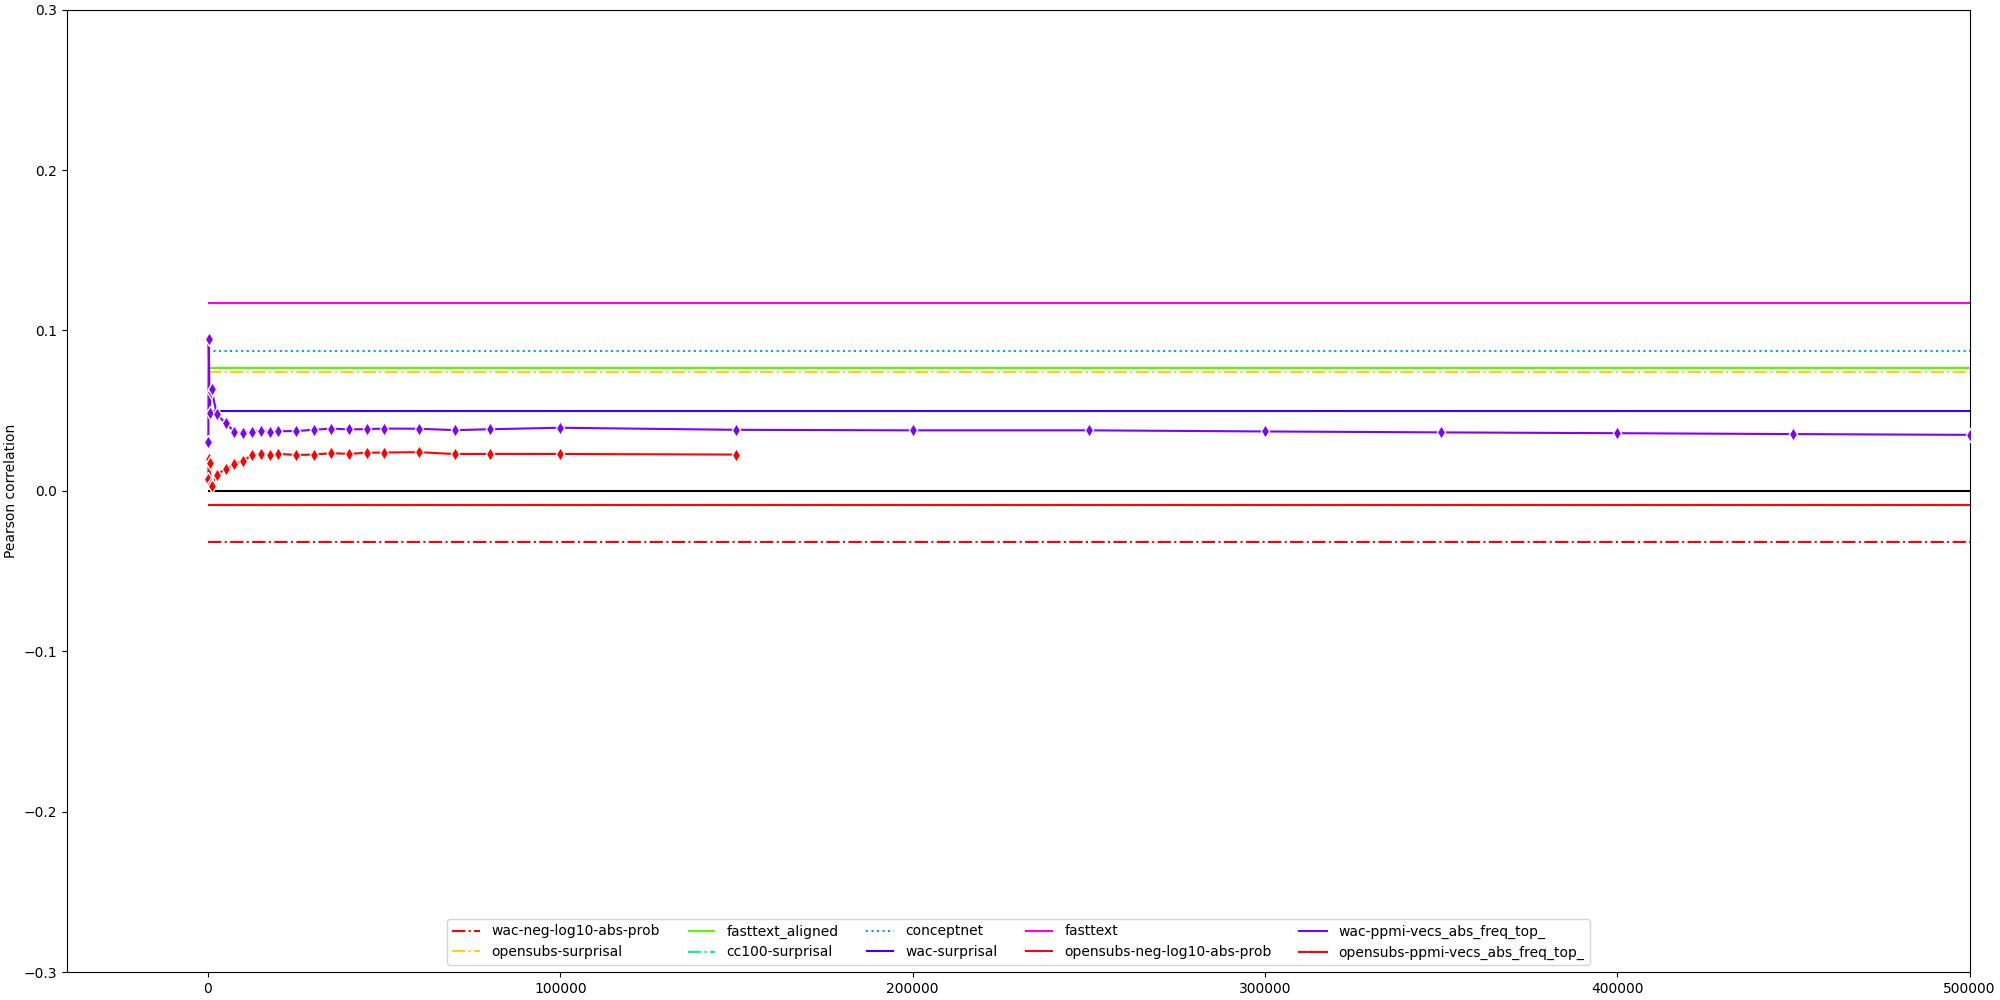 0.3
0.2
0.1
0.0
−0.1
−0.2
−0.3
Pearson correlation
wac-neg-log10-abs-prob
opensubs-surprisal
fasttext_aligned
cc100-surprisal
conceptnet
wac-surprisal
fasttext
opensubs-neg-log10-abs-prob
wac-ppmi-vecs_abs_freq_top_
opensubs-ppmi-vecs_abs_freq_top_
0
100000
200000
300000
400000
500000